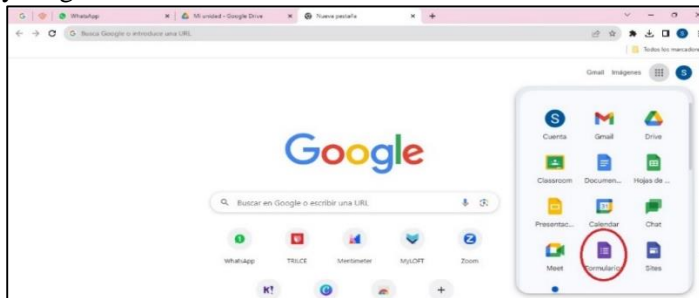 WhatsApp
Mi unidad - Google Drive
Nueva pestaña
Busca Google o introduce una URL
Todos los marcadore
Gmail Imágenes
S
Cuenta Gmail Drive
Classroom Documen... Hojas de ...
Presentac... Calendar Chat
Meet Formularios Sites
Google
Buscar en Google o escribir una URL
WhatsApp TRILCE Mentimeter MyLOFT Zoom
K!